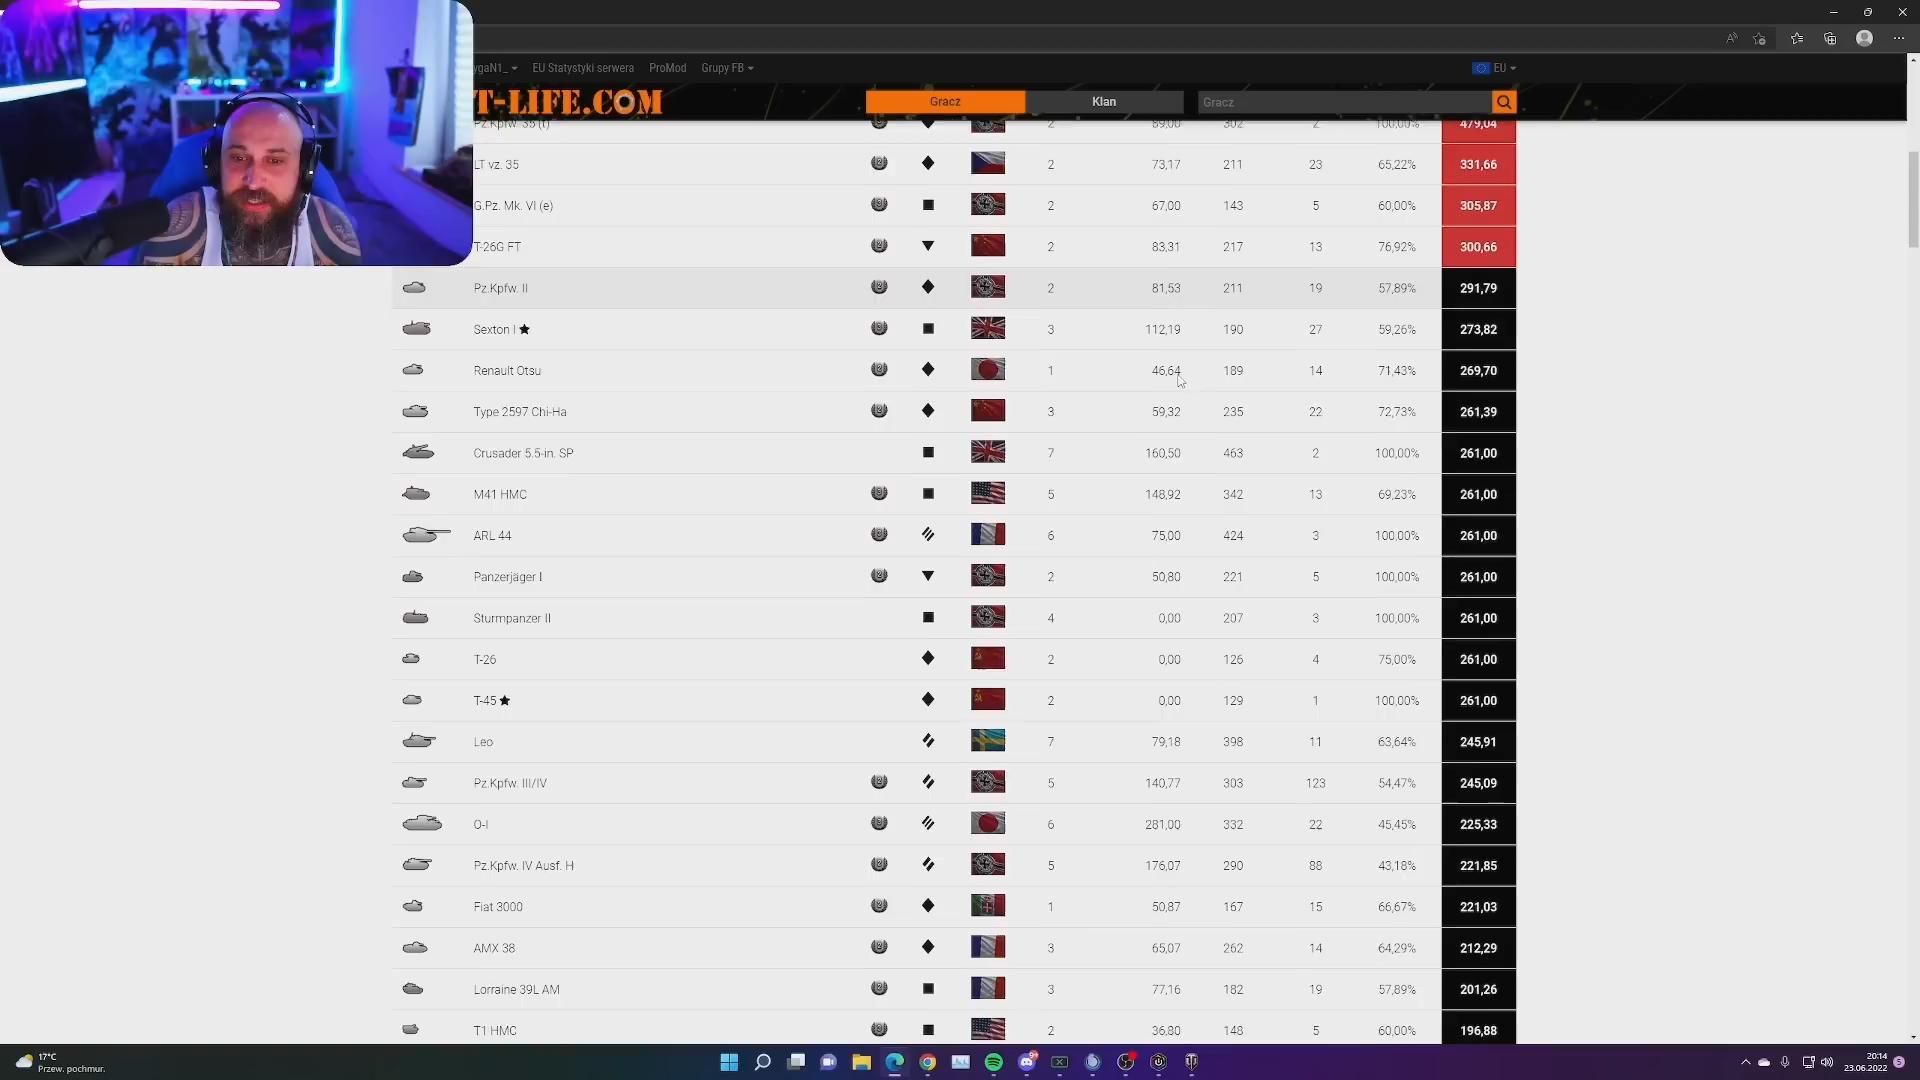 ygaN1_ EU Statystyki serwera ProMod Grupy FB EU
T-LIFE.COM Gracz Klan Gracz
Pz.Kpfw. 35 (t) 2 89,00 302 2 100,00% 479,04
LT vz. 35 2 73,17 211 23 65,22% 331,66
G.Pz. Mk. VI (e) 2 67,00 143 5 60,00% 305,87
T-26G FT 2 83,31 217 13 76,92% 300,66
Pz.Kpfw. II 2 81,53 211 19 57,89% 291,79
Sexton I ★ 3 112,19 190 27 59,26% 273,82
Renault Otsu 1 46,64 189 14 71,43% 269,70
Type 2597 Chi-Ha 3 59,32 235 22 72,73% 261,39
Crusader 5.5-in. SP 7 160,50 463 2 100,00% 261,00
M41 HMC 5 148,92 342 13 69,23% 261,00
ARL 44 6 75,00 424 3 100,00% 261,00
Panzerjäger I 2 50,80 221 5 100,00% 261,00
Sturmpanzer II 4 0,00 207 3 100,00% 261,00
T-26 2 0,00 126 4 75,00% 261,00
T-45 ★ 2 0,00 129 1 100,00% 261,00
Leo 7 79,18 398 11 63,64% 245,91
Pz.Kpfw. III/IV 5 140,77 303 123 54,47% 245,09
O-I 6 281,00 332 22 45,45% 225,33
Pz.Kpfw. IV Ausf. H 5 176,07 290 88 43,18% 221,85
Fiat 3000 1 50,87 167 15 66,67% 221,03
AMX 38 3 65,07 262 14 64,29% 212,29
Lorraine 39L AM 3 77,16 182 19 57,89% 201,26
T1 HMC 2 36,80 148 5 60,00% 196,88
17°C 20:14
Przew. pochmur. 23.06.2022